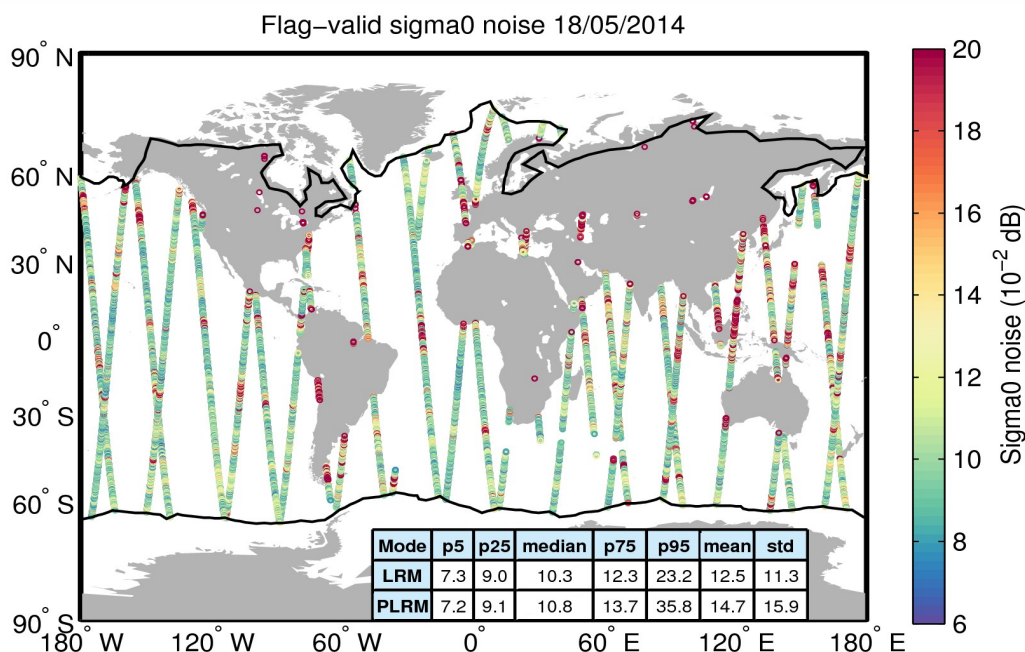 Flag−valid sigma0 noise 18/05/2014
90° N
60° N
30° N
0°
30° S
60° S
90° S
180° W
120° W
60° W
0°
60° E
120° E
180° E
Mode p5 p25 median p75 p95 mean std
LRM 7.3 9.0 10.3 12.3 23.2 12.5 11.3
PLRM 7.2 9.1 10.8 13.7 35.8 14.7 15.9
20
18
16
14
12
10
8
6
Sigma0 noise (10⁻² dB)